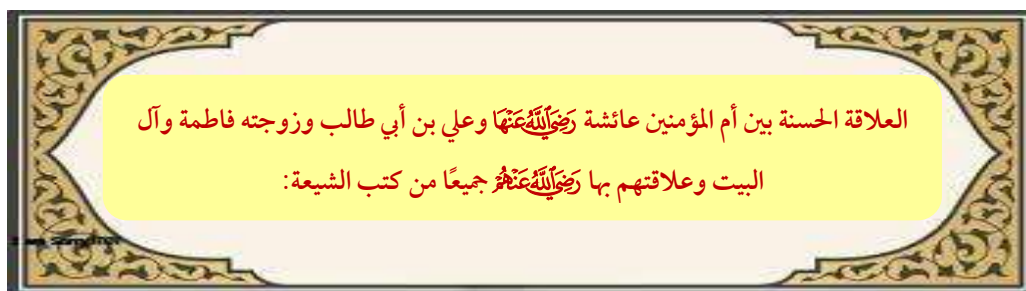 العلاقة الحسنة بين أم المؤمنين عائشة رَضِيَ اللَّهُ عَنْهَا وعلي بن أبي طالب وزوجته فاطمة وآل
البيت وعلاقتهم بها رَضِيَ اللَّهُ عَنْهُمْ جميعًا من كتب الشيعة: